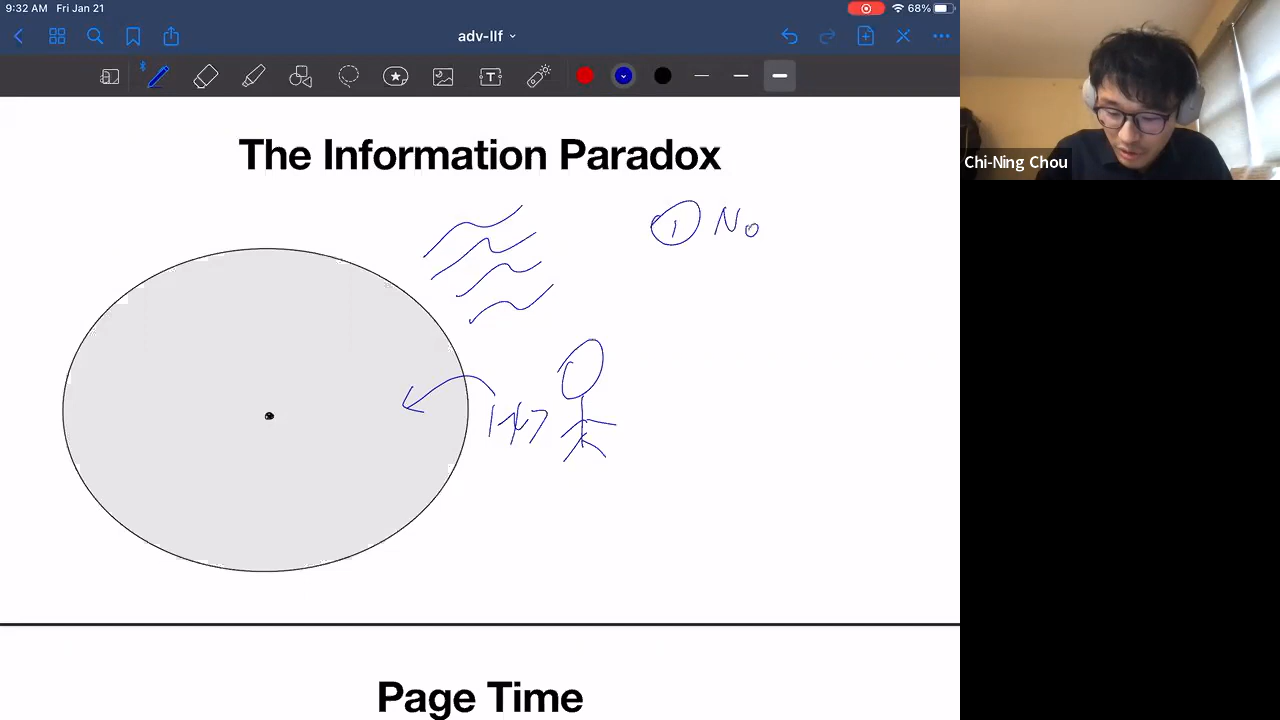 9:32 AM Fri Jan 21
68%
adv-llf
T
The Information Paradox
① No
|ψ>
Chi-Ning Chou
Page Time